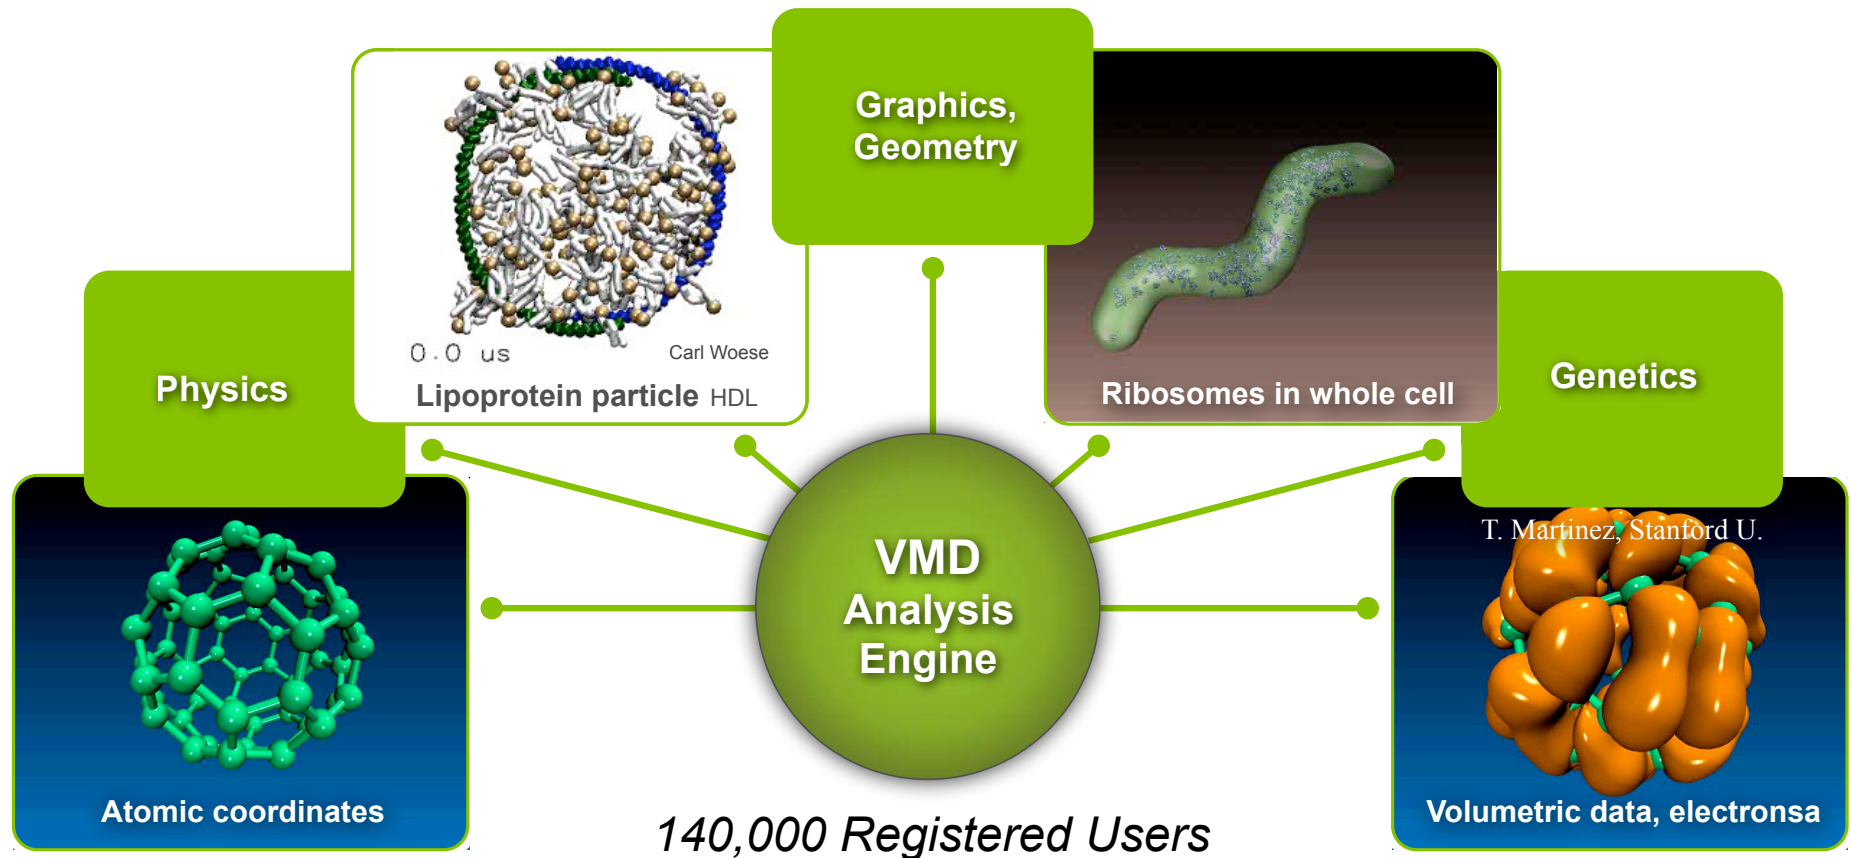 Graphics,
Geometry
0.0 us
Carl Woese
Lipoprotein particle HDL
Ribosomes in whole cell
Physics
Genetics
T. Martinez, Stanford U.
VMD
Analysis
Engine
Atomic coordinates
Volumetric data, electronsa
140,000 Registered Users